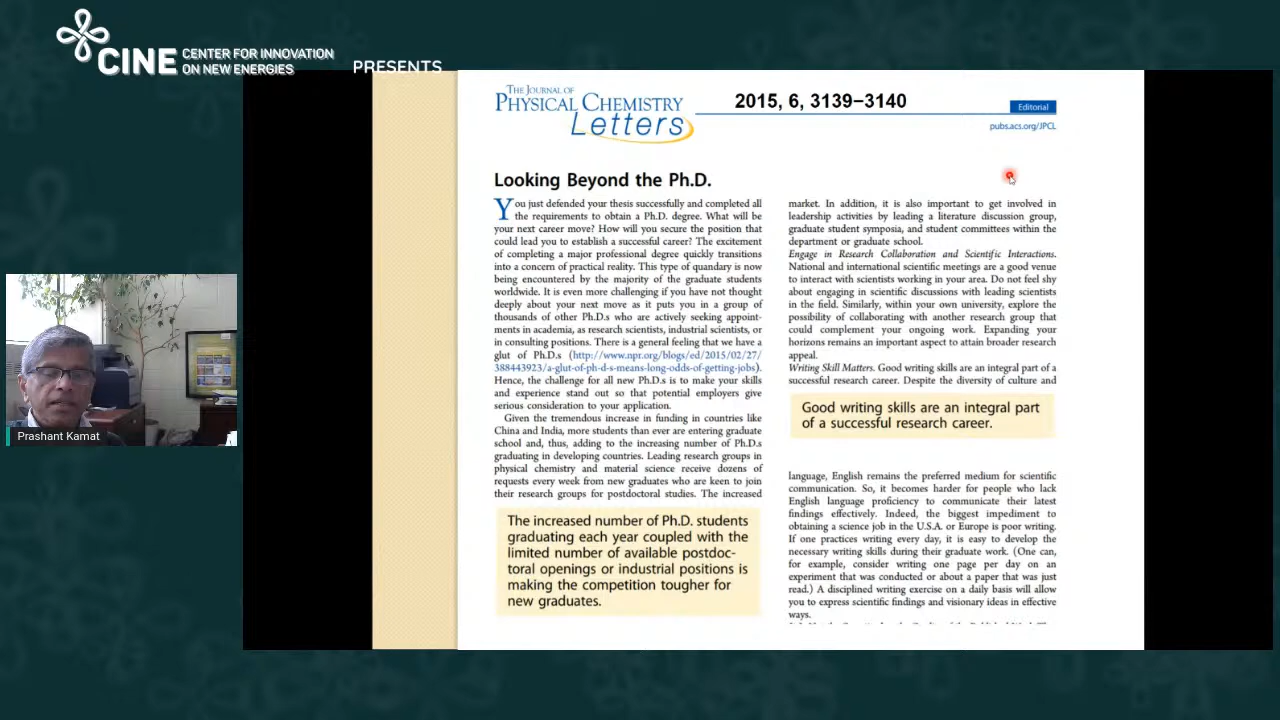 CINE CENTER FOR INNOVATION
ON NEW ENERGIES
PRESENTS
THE JOURNAL OF
PHYSICAL CHEMISTRY
Letters
2015, 6, 3139−3140
Editorial
pubs.acs.org/JPCL
Looking Beyond the Ph.D.
You just defended your thesis successfully and completed all
the requirements to obtain a Ph.D. degree. What will be
your next career move? How will you secure the position that
could lead you to establish a successful career? The excitement
of completing a major professional degree quickly transitions
into a concern of practical reality. This type of quandary is now
being encountered by the majority of the graduate students
worldwide. It is even more challenging if you have not thought
deeply about your next move as it puts you in a group of
thousands of other Ph.D.s who are actively seeking appoint-
ments in academia, as research scientists, industrial scientists, or
in consulting positions. There is a general feeling that we have a
glut of Ph.D.s (http://www.npr.org/blogs/ed/2015/02/27/
388443923/a-glut-of-ph-d-s-means-long-odds-of-getting-jobs).
Hence, the challenge for all new Ph.D.s is to make your skills
and experience stand out so that potential employers give
serious consideration to your application.
Given the tremendous increase in funding in countries like
China and India, more students than ever are entering graduate
school and, thus, adding to the increasing number of Ph.D.s
graduating in developing countries. Leading research groups in
physical chemistry and material science receive dozens of
requests every week from new graduates who are keen to join
their research groups for postdoctoral studies. The increased
The increased number of Ph.D. students
graduating each year coupled with the
limited number of available postdoc-
toral openings or industrial positions is
making the competition tougher for
new graduates.
market. In addition, it is also important to get involved in
leadership activities by leading a literature discussion group,
graduate student symposia, and student committees within the
department or graduate school.
Engage in Research Collaboration and Scientific Interactions.
National and international scientific meetings are a good venue
to interact with scientists working in your area. Do not feel shy
about engaging in scientific discussions with leading scientists
in the field. Similarly, within your own university, explore the
possibility of collaborating with another research group that
could complement your ongoing work. Expanding your
horizons remains an important aspect to attain broader research
appeal.
Writing Skill Matters. Good writing skills are an integral part of a
successful research career. Despite the diversity of culture and
Good writing skills are an integral part
of a successful research career.
language, English remains the preferred medium for scientific
communication. So, it becomes harder for people who lack
English language proficiency to communicate their latest
findings effectively. Indeed, the biggest impediment to
obtaining a science job in the U.S.A. or Europe is poor writing.
If one practices writing every day, it is easy to develop the
necessary writing skills during their graduate work. (One can,
for example, consider writing one page per day on an
experiment that was conducted or about a paper that was just
read.) A disciplined writing exercise on a daily basis will allow
you to express scientific findings and visionary ideas in effective
ways.
Prashant Kamat